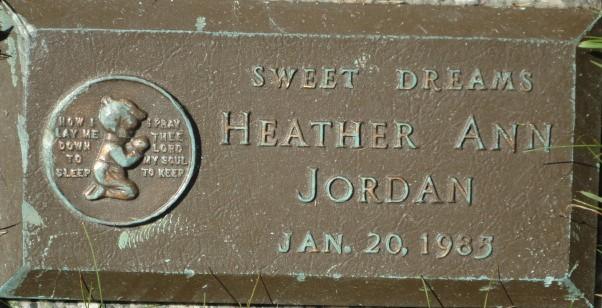 NOW I
LAY ME
DOWN
TO
SLEEP
I PRAY
THEE
LORD
MY SOUL
TO KEEP
SWEET DREAMS
HEATHER ANN
JORDAN
JAN. 20, 1985